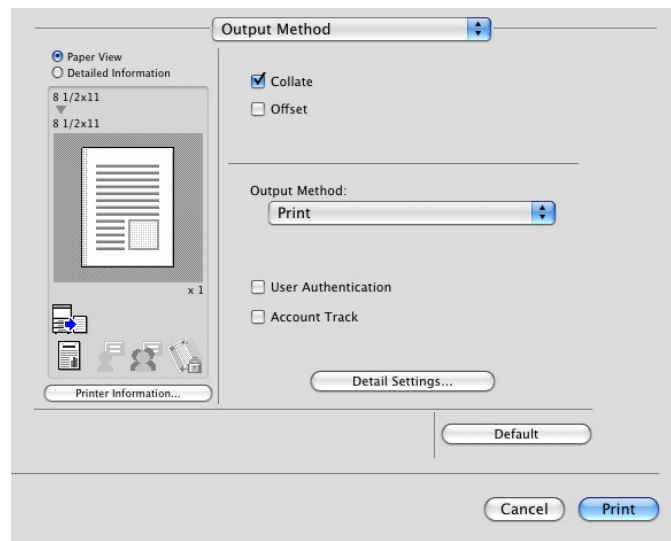 Output Method
Paper View
Detailed Information
8 1/2x11
8 1/2x11
x 1
Printer Information...
Collate
Offset
Output Method:
Print
User Authentication
Account Track
Detail Settings...
Default
Cancel
Print